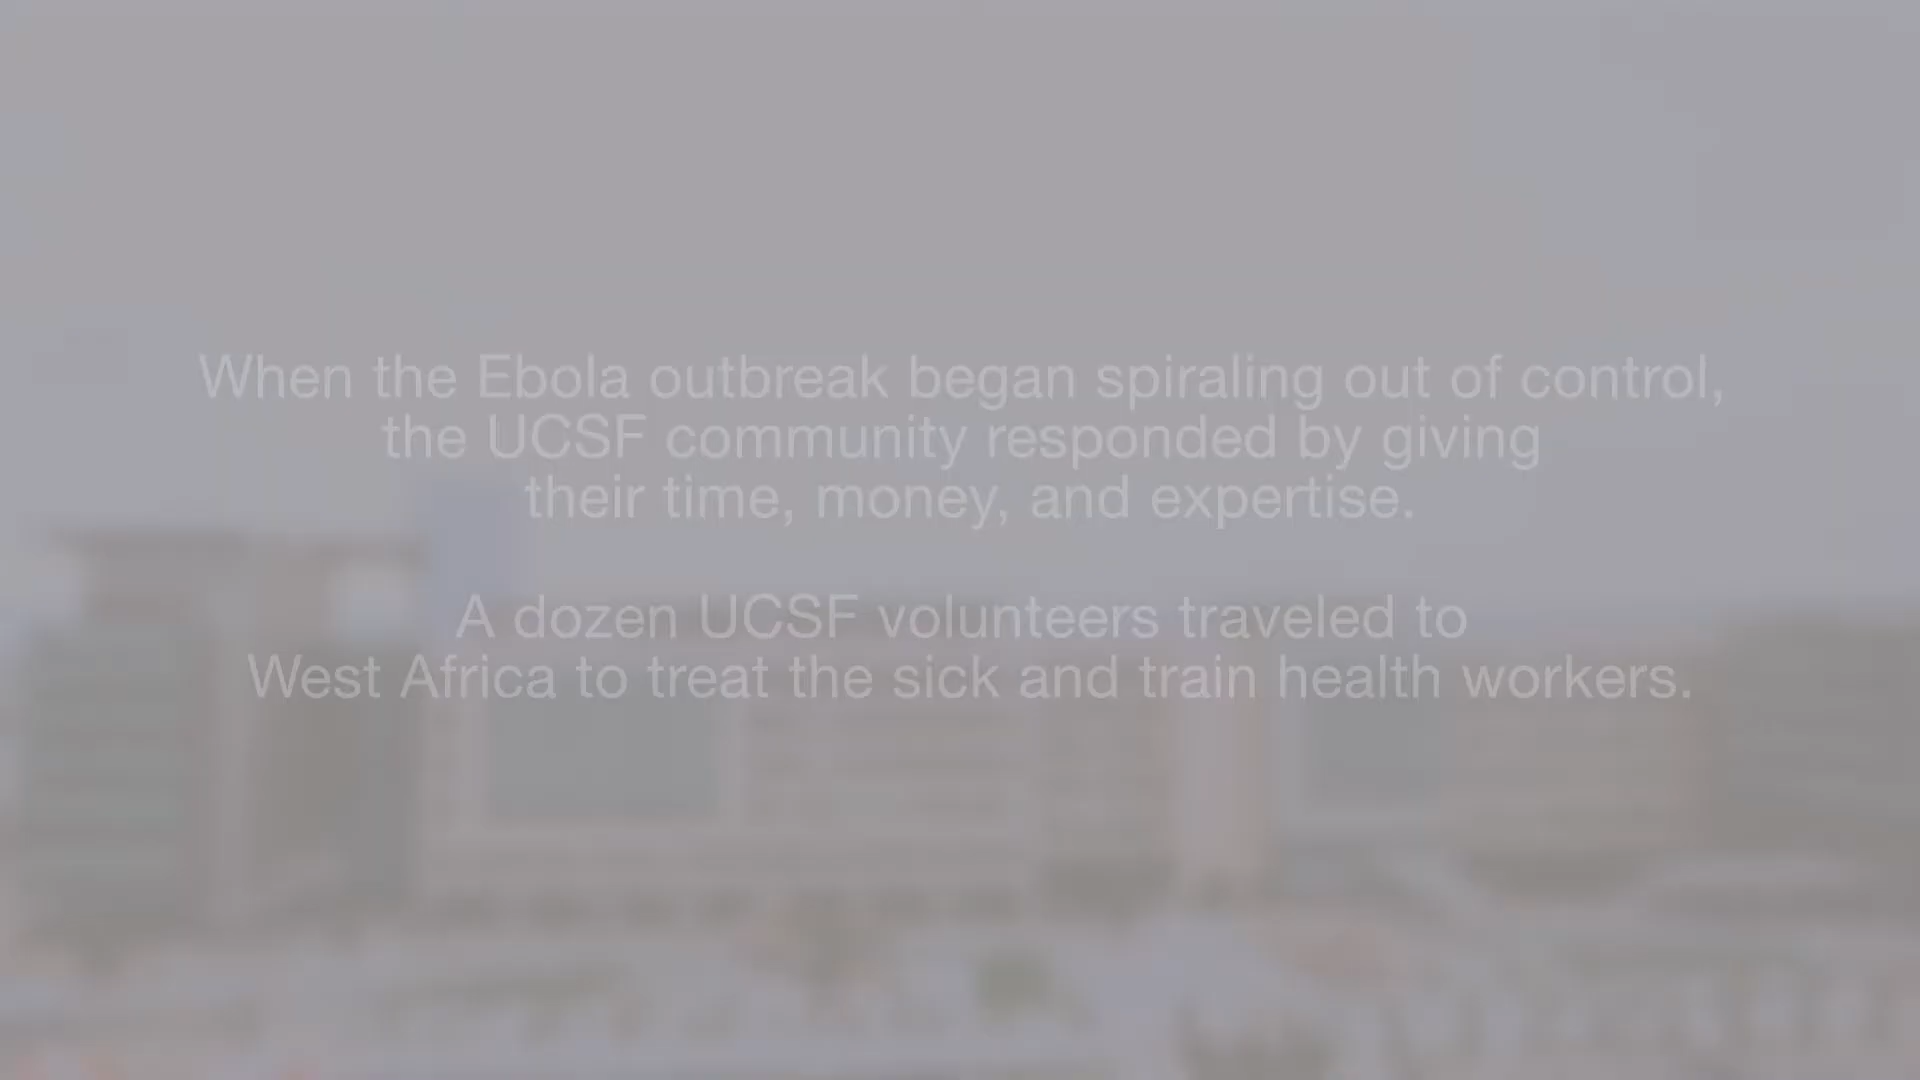 When the Ebola outbreak began spiraling out of control,
the UCSF community responded by giving
their time, money, and expertise.
A dozen UCSF volunteers traveled to
West Africa to treat the sick and train health workers.